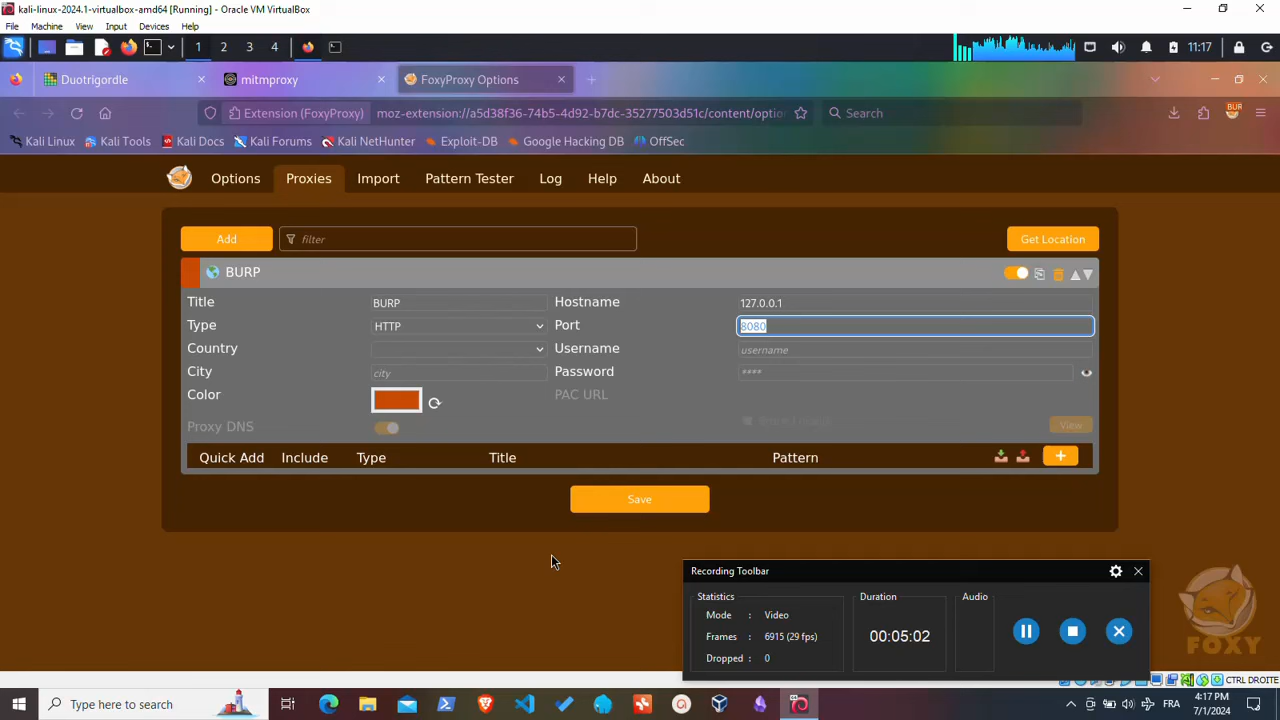 kali-linux-2024.1-virtualbox-amd64 [Running] - Oracle VM VirtualBox
File Machine View Input Devices Help
1 2 3 4 11:17
Duotrigordle mitmproxy FoxyProxy Options
Extension (FoxyProxy) moz-extension://a5d38f36-74b5-4d92-b7dc-35277503d51c/content/optio Search BUR
Kali Linux Kali Tools Kali Docs Kali Forums Kali NetHunter Exploit-DB Google Hacking DB OffSec
Options Proxies Import Pattern Tester Log Help About
Add filter Get Location
BURP
Title BURP Hostname 127.0.0.1
Type HTTP Port 8080
Country Username username
City city Password ****
Color PAC URL
Proxy DNS View
Quick Add Include Type Title Pattern +
Save
Recording Toolbar
Statistics Duration Audio
Mode : Video
Frames : 6915 (29 fps) 00:05:02
Dropped : 0
FOXY
CTRL DROITE
Type here to search FRA 4:17 PM
7/1/2024